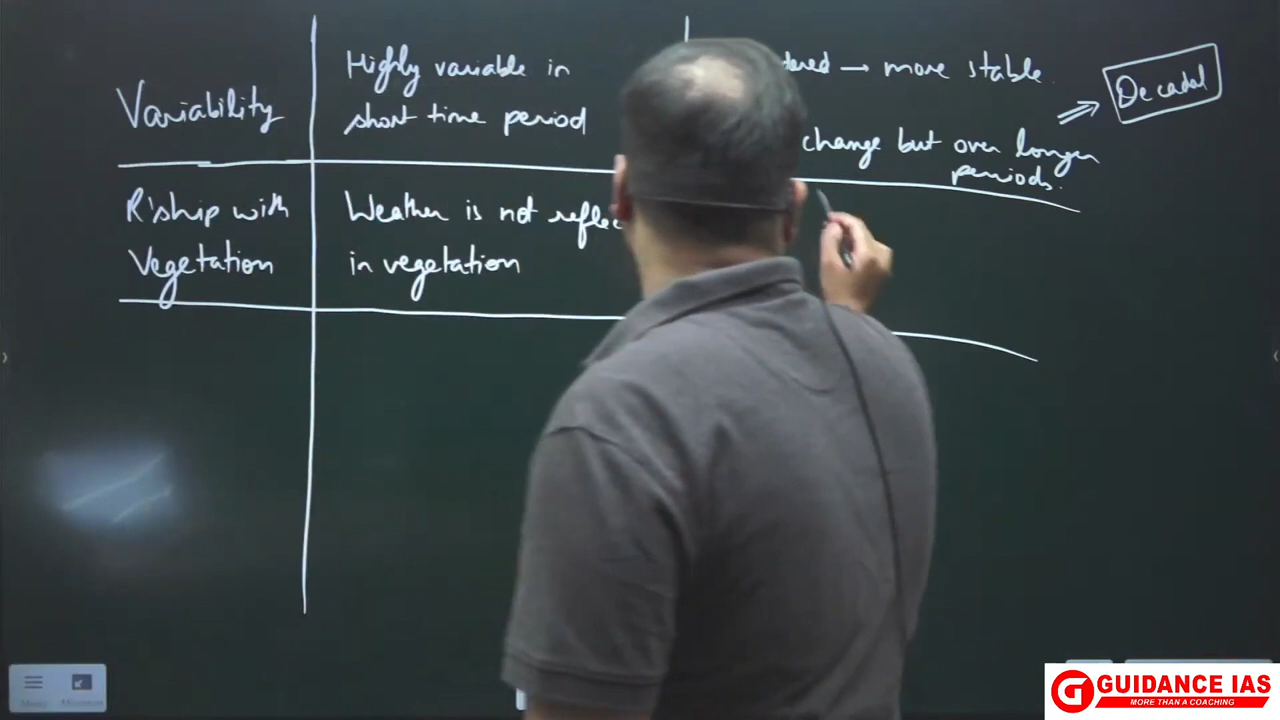 Variability
Highly variable in
short time period
→ more stable.
change but over longer
periods.
Decadal
R'ship with
Vegetation
Weather is not
in vegetation
GUIDANCE IAS
MORE THAN A COACHING